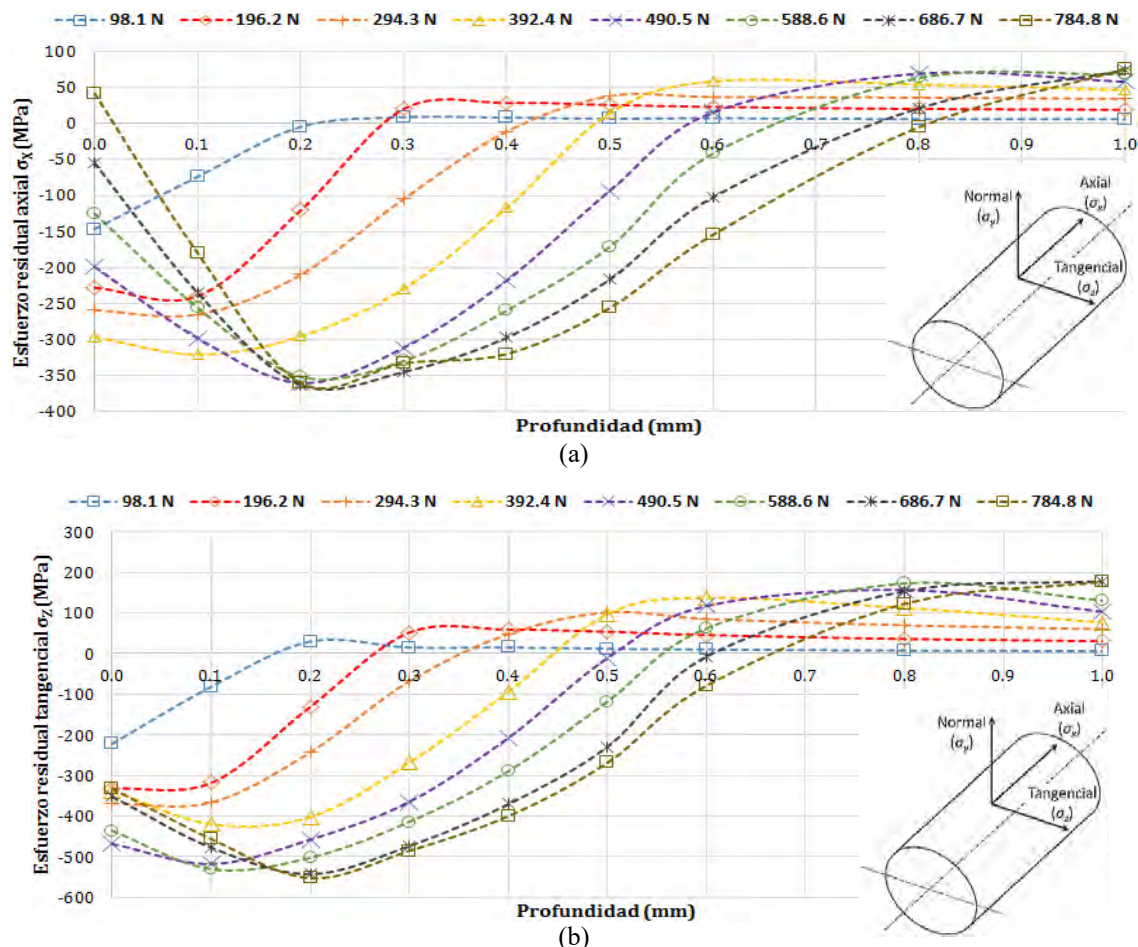 98.1 N 196.2 N 294.3 N 392.4 N 490.5 N 588.6 N 686.7 N 784.8 N
Esfuerzo residual axial σX (MPa)
100
50
0
-50
-100
-150
-200
-250
-300
-350
-400
0.0 0.1 0.2 0.3 0.4 0.5 0.6 0.7 0.8 0.9 1.0
Normal
(σy)
Axial
(σx)
Tangencial
(σz)
Profundidad (mm)
(a)
98.1 N 196.2 N 294.3 N 392.4 N 490.5 N 588.6 N 686.7 N 784.8 N
Esfuerzo residual tangencial σZ (MPa)
300
200
100
0
-100
-200
-300
-400
-500
-600
0.0 0.1 0.2 0.3 0.4 0.5 0.6 0.7 0.8 0.9 1.0
Normal
(σy)
Axial
(σx)
Tangencial
(σz)
Profundidad (mm)
(b)